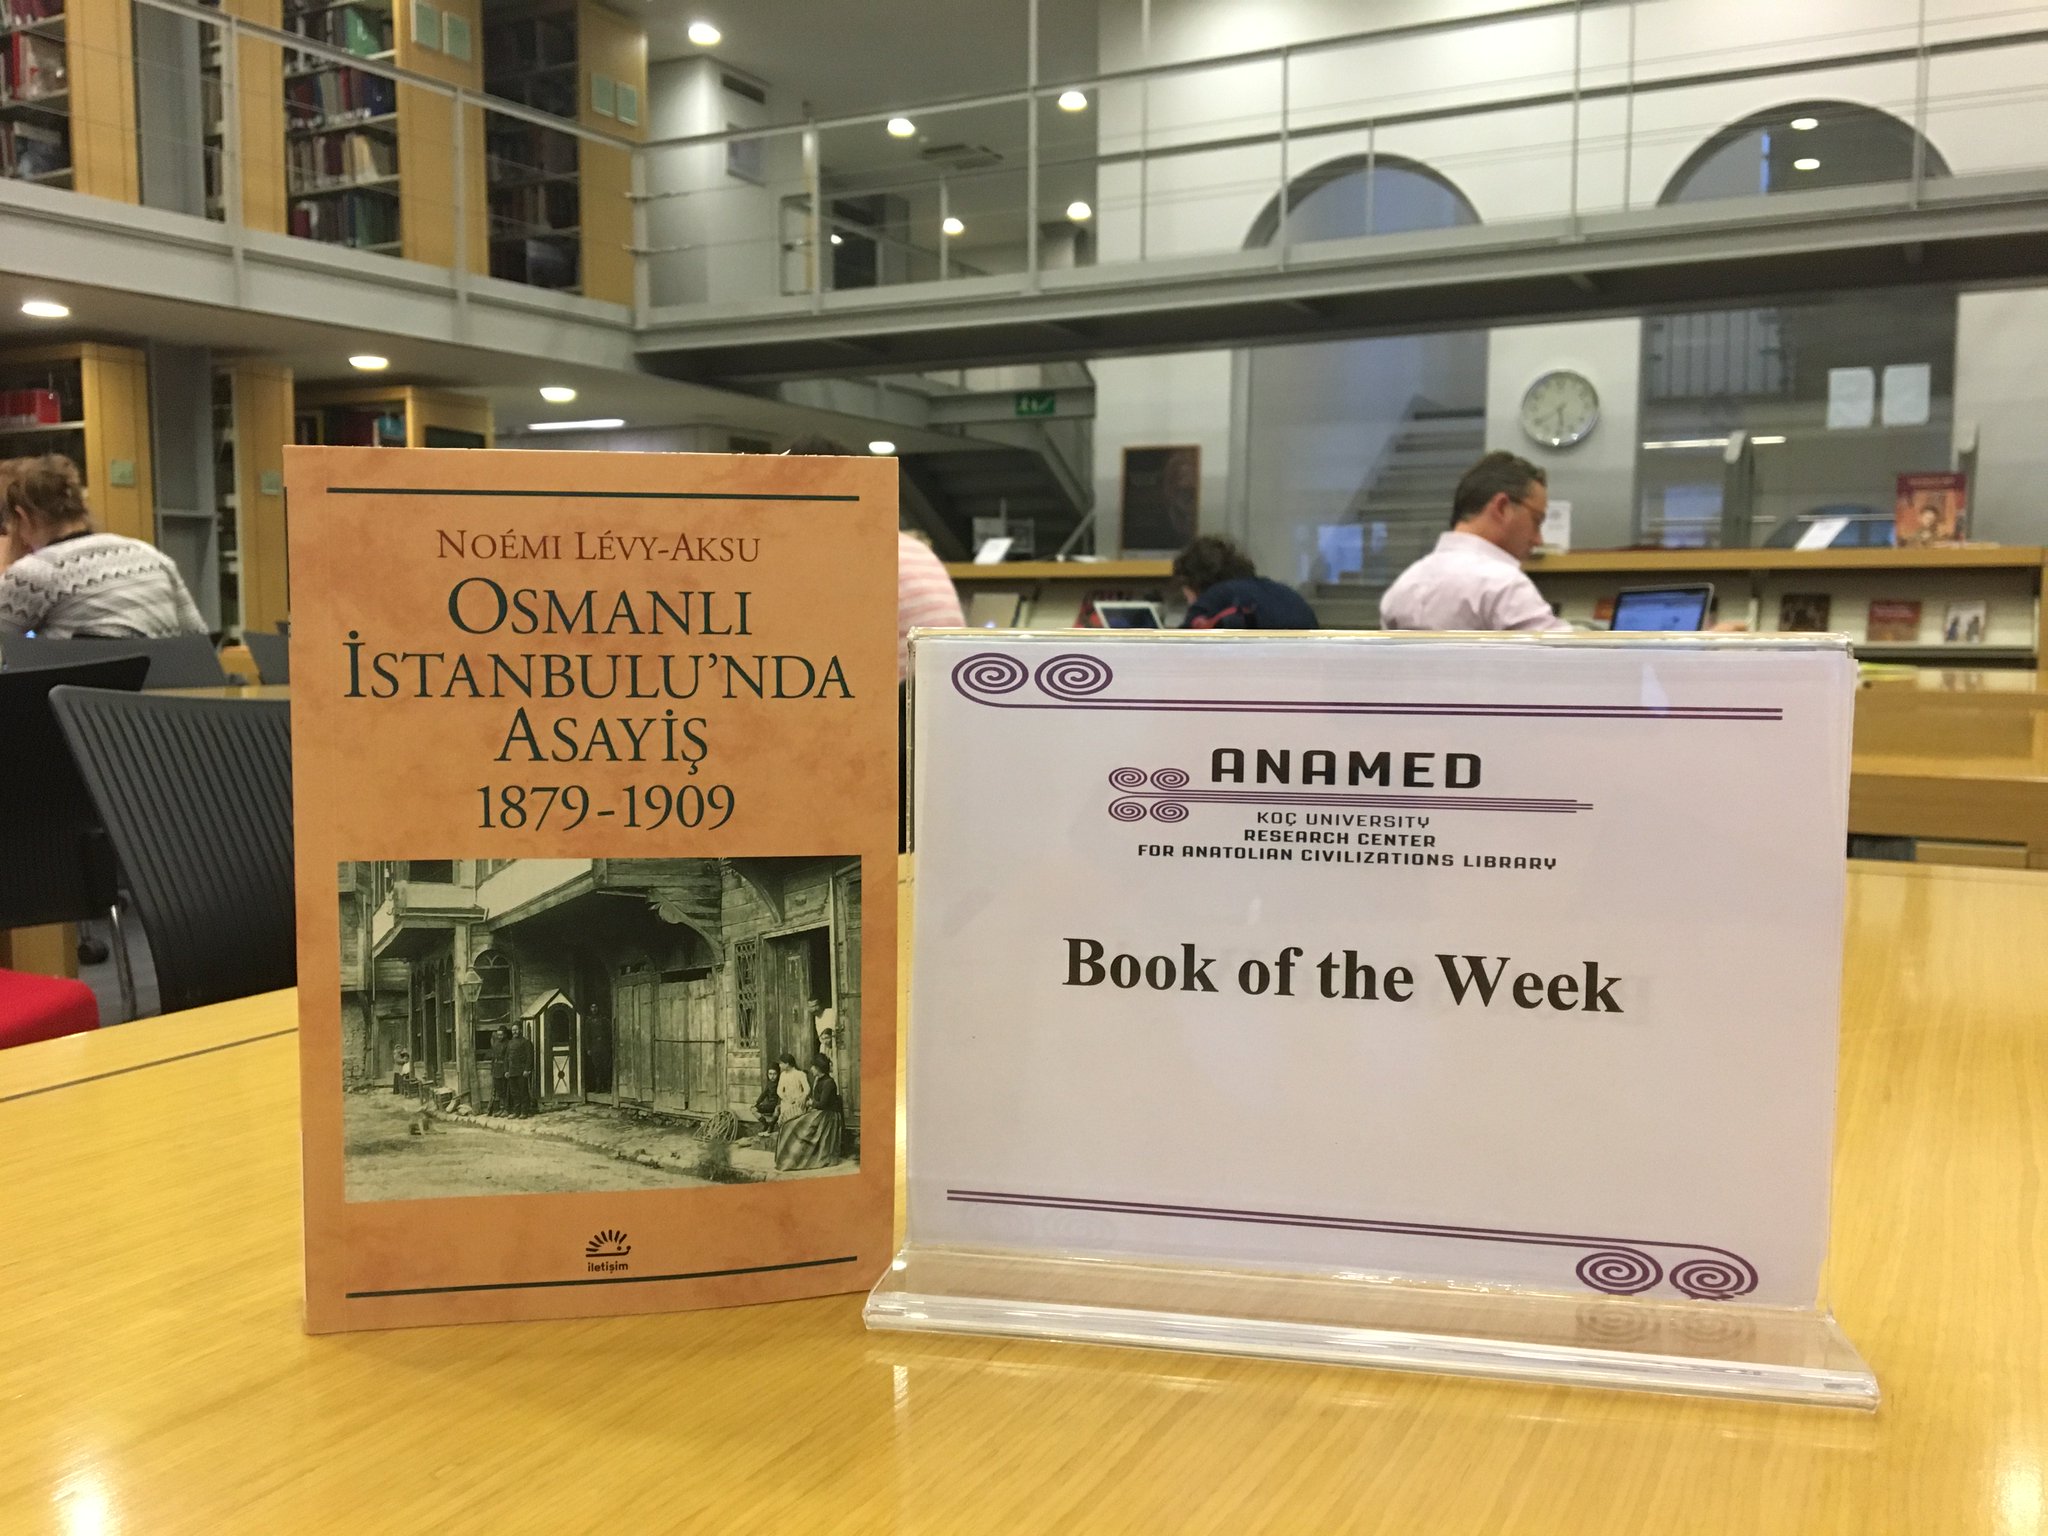 NOÉMI LÉVY-AKSU
OSMANLI
İSTANBULU'NDA
ASAYİŞ
1879-1909
iletişim
ANAMED
KOÇ UNIVERSITY
RESEARCH CENTER
FOR ANATOLIAN CIVILIZATIONS LIBRARY
Book of the Week